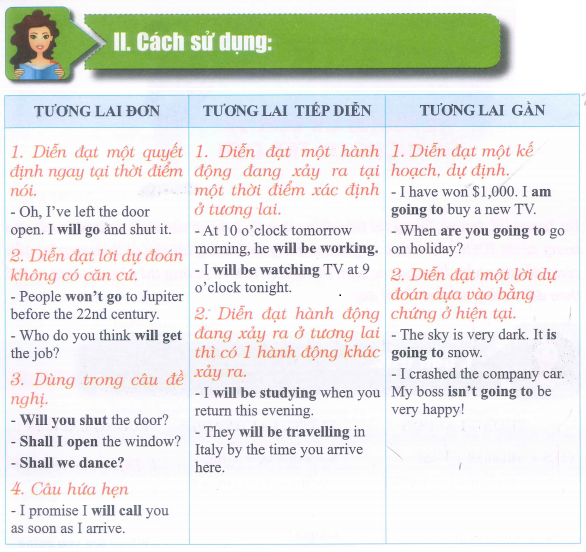 II. Cách sử dụng:
TƯƠNG LAI ĐƠN
1. Diễn đạt một quyết
định ngay tại thời điểm
nói.
- Oh, I've left the door
open. I will go and shut it.
2. Diễn đạt lời dự đoán
không có căn cứ.
- People won't go to Jupiter
before the 22nd century.
- Who do you think will get
the job?
3. Dùng trong câu đề
nghị.
- Will you shut the door?
- Shall I open the window?
- Shall we dance?
4. Câu hứa hẹn
- I promise I will call you
as soon as I arrive.
TƯƠNG LAI TIẾP DIỄN
1. Diễn đạt một hành
động đang xảy ra tại
một thời điểm xác định
ở tương lai.
- At 10 o'clock tomorrow
morning, he will be working.
- I will be watching TV at 9
o'clock tonight.
2. Diễn đạt hành động
đang xảy ra ở tương lai
thì có 1 hành động khác
xảy ra.
- I will be studying when you
return this evening.
- They will be travelling in
Italy by the time you arrive
here.
TƯƠNG LAI GẦN
1. Diễn đạt một kế
hoạch, dự định.
- I have won $1,000. I am
going to buy a new TV.
- When are you going to go
on holiday?
2. Diễn đạt một lời dự
đoán dựa vào bằng
chứng ở hiện tại.
- The sky is very dark. It is
going to snow.
- I crashed the company car.
My boss isn't going to be
very happy!